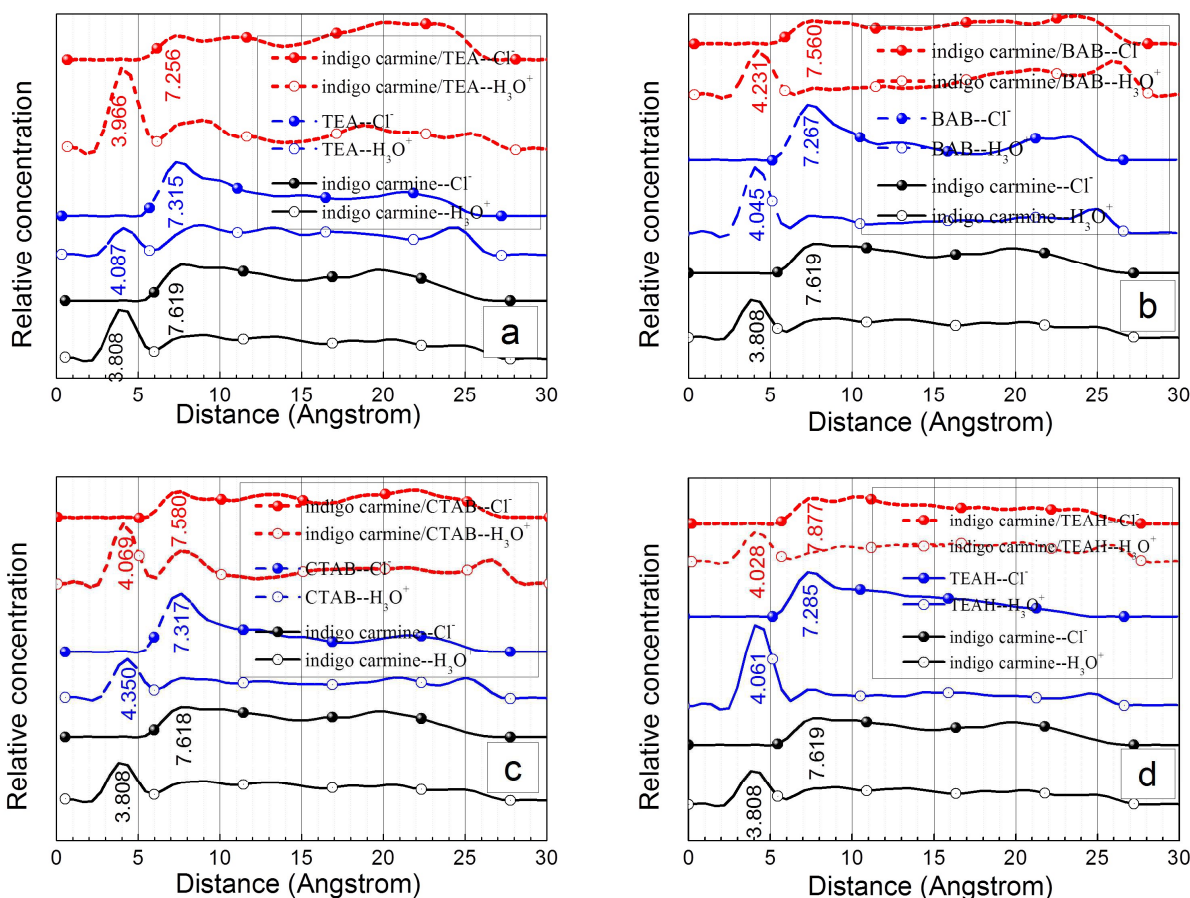 Relative concentration
indigo carmine/TEA--Cl⁻
indigo carmine/TEA--H₃O⁺
TEA--Cl⁻
TEA--H₃O⁺
indigo carmine--Cl⁻
indigo carmine--H₃O⁺
7.256
3.966
7.315
4.087
7.619
3.808
a
0 5 10 15 20 25 30
Distance (Angstrom)
Relative concentration
indigo carmine/BAB--Cl⁻
indigo carmine/BAB--H₃O⁺
BAB--Cl⁻
BAB--H₃O⁺
indigo carmine--Cl⁻
indigo carmine--H₃O⁺
7.560
4.231
7.267
4.045
7.619
3.808
b
0 5 10 15 20 25 30
Distance (Angstrom)
Relative concentration
indigo carmine/CTAB--Cl⁻
indigo carmine/CTAB--H₃O⁺
CTAB--Cl⁻
CTAB--H₃O⁺
indigo carmine--Cl⁻
indigo carmine--H₃O⁺
7.580
4.069
7.317
4.350
7.618
3.808
c
0 5 10 15 20 25 30
Distance (Angstrom)
Relative concentration
indigo carmine/TEAH--Cl⁻
indigo carmine/TEAH--H₃O⁺
TEAH--Cl⁻
TEAH--H₃O⁺
indigo carmine--Cl⁻
indigo carmine--H₃O⁺
7.877
4.028
7.285
4.061
7.619
3.808
d
0 5 10 15 20 25 30
Distance (Angstrom)